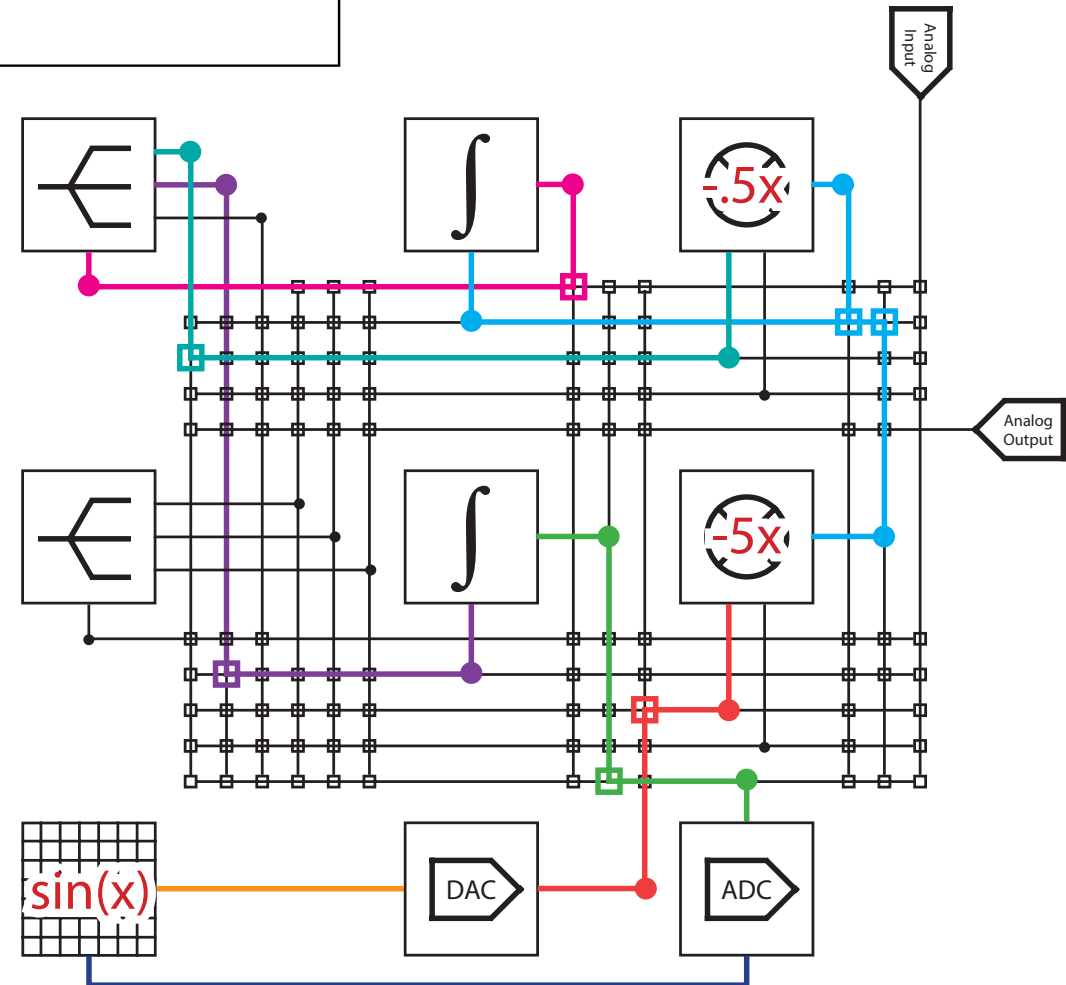 Analog
Input
∫
-.5x
Analog
Output
∫
-5x
sin(x)
DAC
ADC